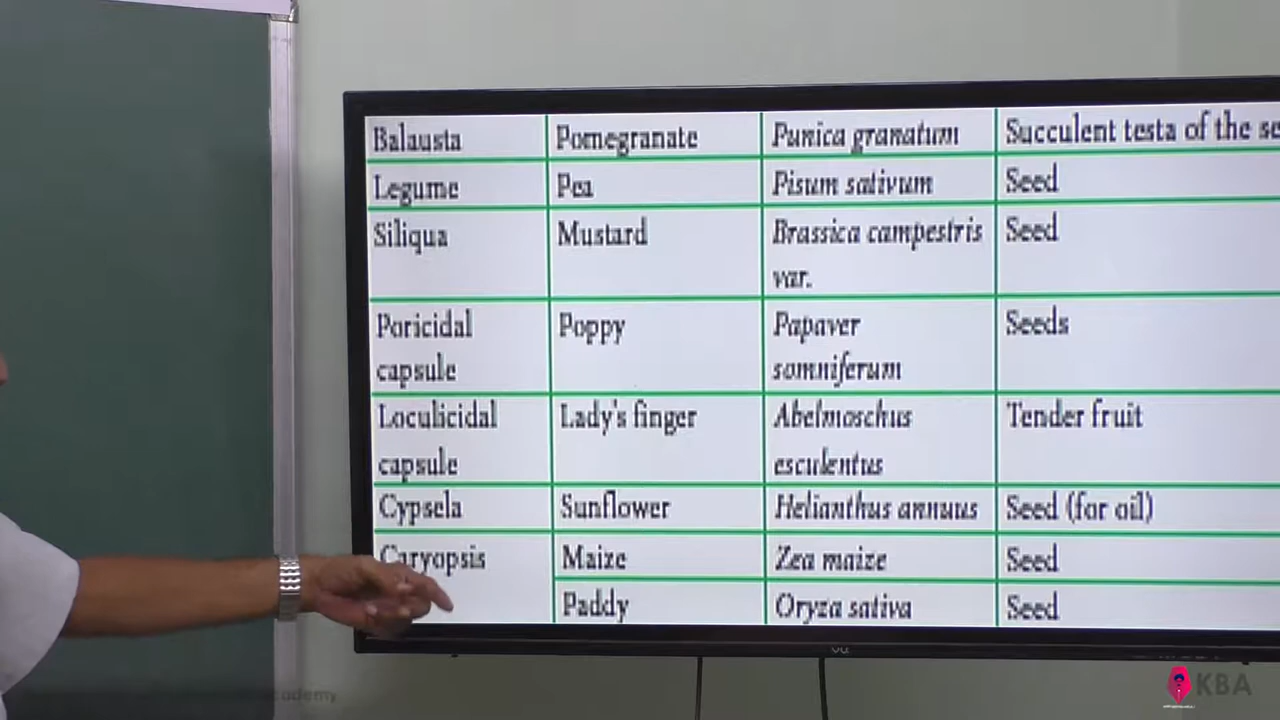 Balausta Pomegranate Punica granatum Succulent testa of the se
Legume Pea Pisum sativum Seed
Siliqua Mustard Brassica campestris Seed
var.
Poricidal Poppy Papaver Seeds
capsule somniferum
Loculicidal Lady's finger Abelmoschus Tender fruit
capsule esculentus
Cypsela Sunflower Helianthus annuus Seed (for oil)
Caryopsis Maize Zea maize Seed
Paddy Oryza sativa Seed
VU
KBA